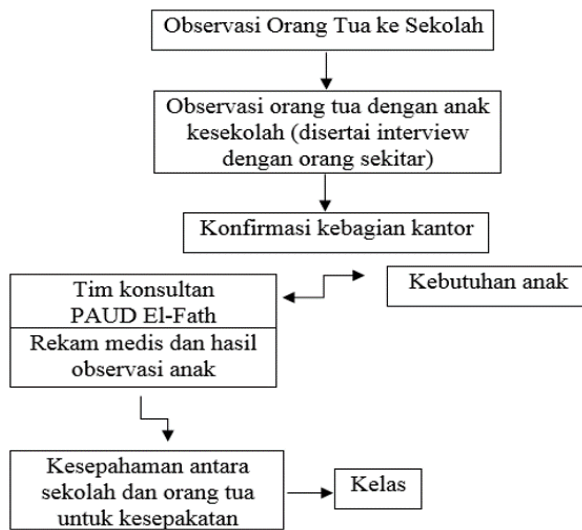 Observasi Orang Tua ke Sekolah
Observasi orang tua dengan anak
kesekolah (disertai interview
dengan orang sekitar)
Konfirmasi kebagian kantor
Kebutuhan anak
Tim konsultan
PAUD El-Fath
Rekam medis dan hasil
observasi anak
Kesepahaman antara
sekolah dan orang tua
untuk kesepakatan
Kelas